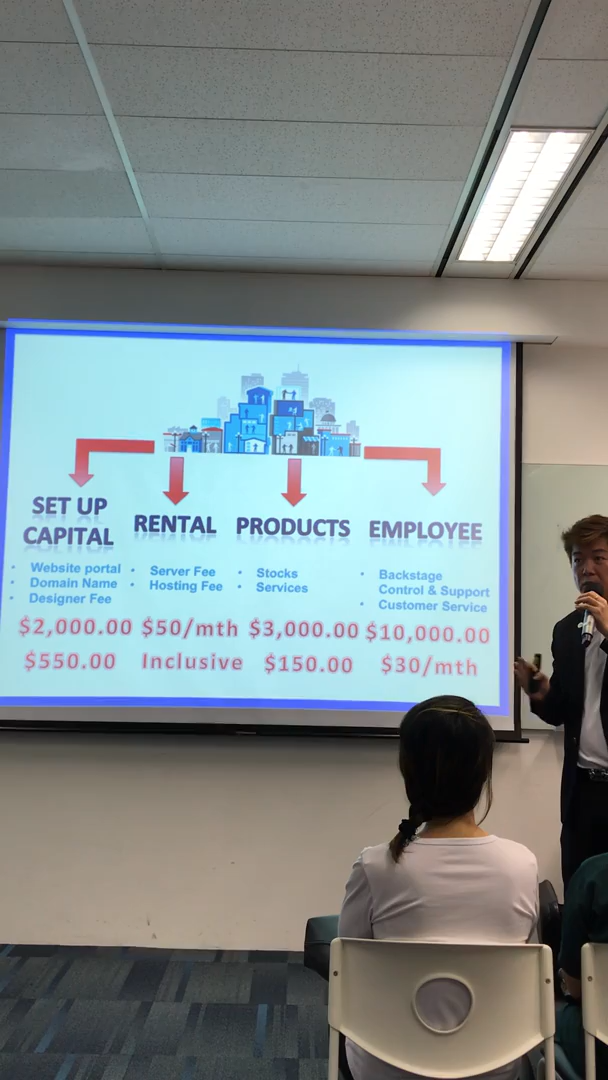 SET UP
CAPITAL
• Website portal
• Domain Name
• Designer Fee
$2,000.00
$550.00
RENTAL
• Server Fee
• Hosting Fee
$50/mth
Inclusive
PRODUCTS
• Stocks
• Services
$3,000.00
$150.00
EMPLOYEE
• Backstage
Control & Support
• Customer Service
$10,000.00
$30/mth